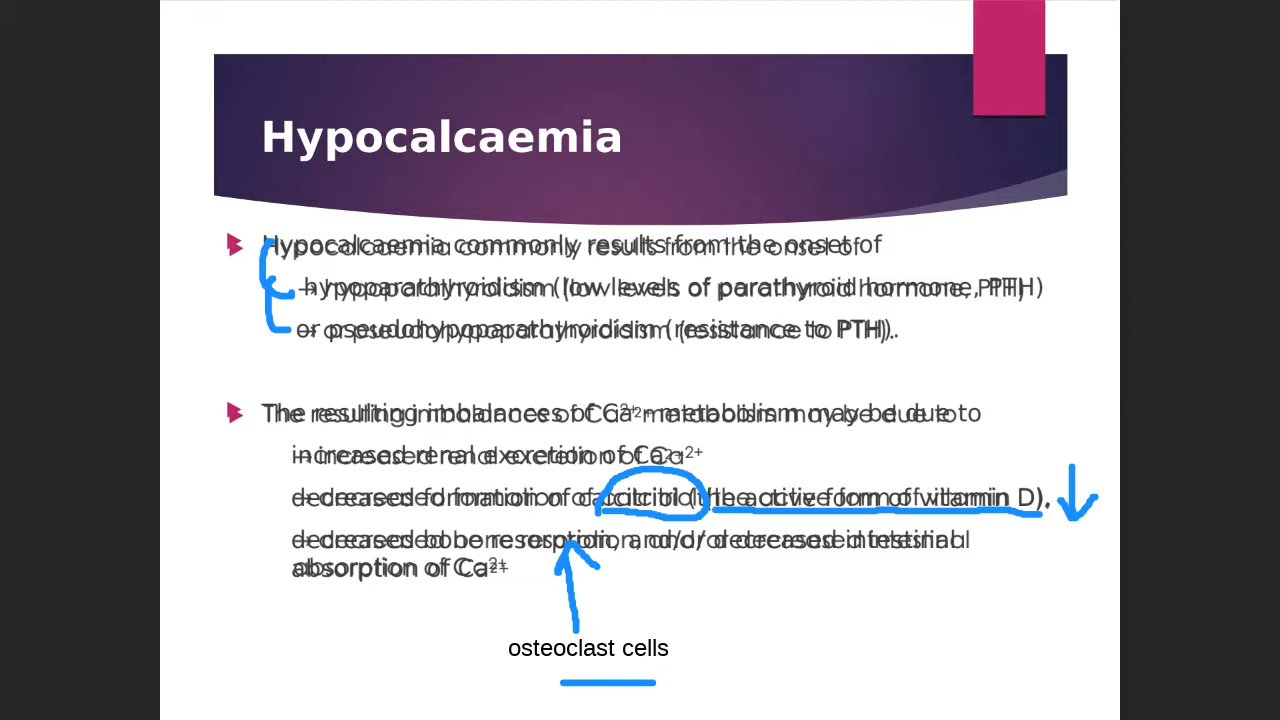 Hypocalcaemia
Hypocalcaemia commonly results from the onset of
hypoparathyroidism (low levels of parathyroid hormone, PTH)
or pseudohypoparathyroidism (resistance to PTH).
The resulting imbalances of Ca²⁺ metabolism may be due to
increased renal excretion of Ca²⁺
decreased formation of calcitriol (the active form of vitamin D),
decreased bone resorption, and/or decreased intestinal
absorption of Ca²⁺
osteoclast cells